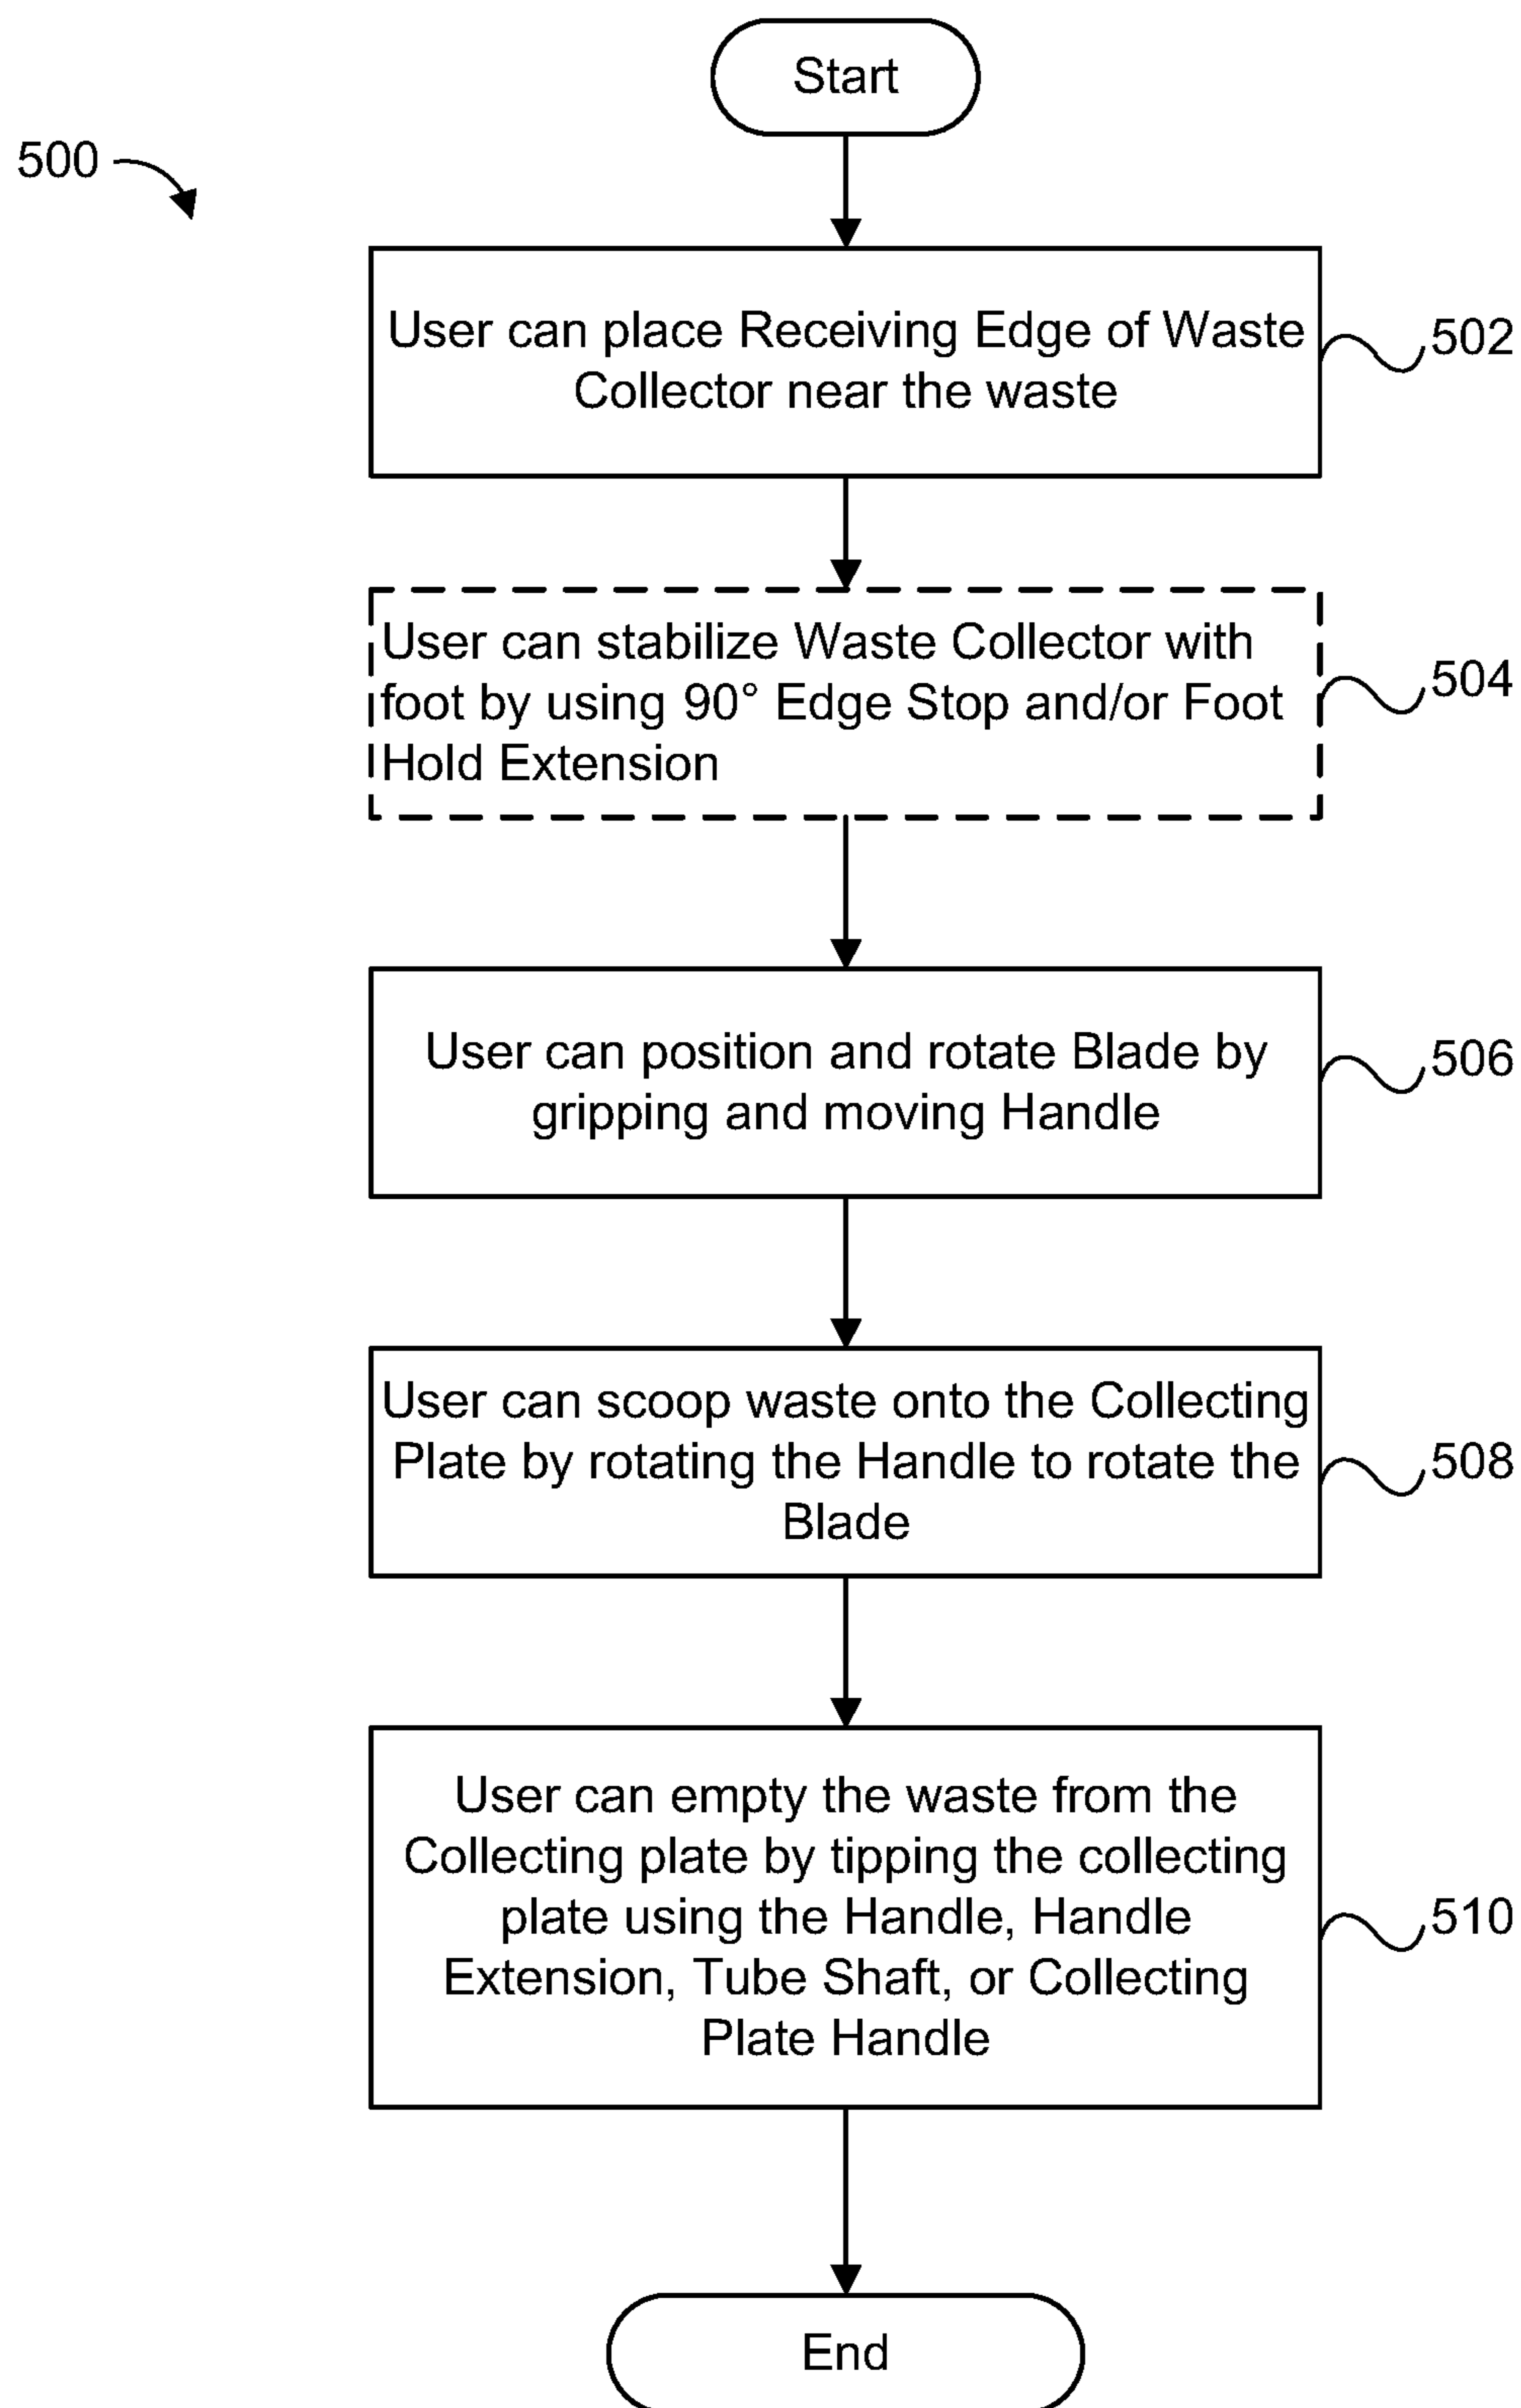 Start
500
User can place Receiving Edge of Waste
Collector near the waste
502
User can stabilize Waste Collector with
foot by using 90° Edge Stop and/or Foot
Hold Extension
504
User can position and rotate Blade by
gripping and moving Handle
506
User can scoop waste onto the Collecting
Plate by rotating the Handle to rotate the
Blade
508
User can empty the waste from the
Collecting plate by tipping the collecting
plate using the Handle, Handle
Extension, Tube Shaft, or Collecting
Plate Handle
510
End